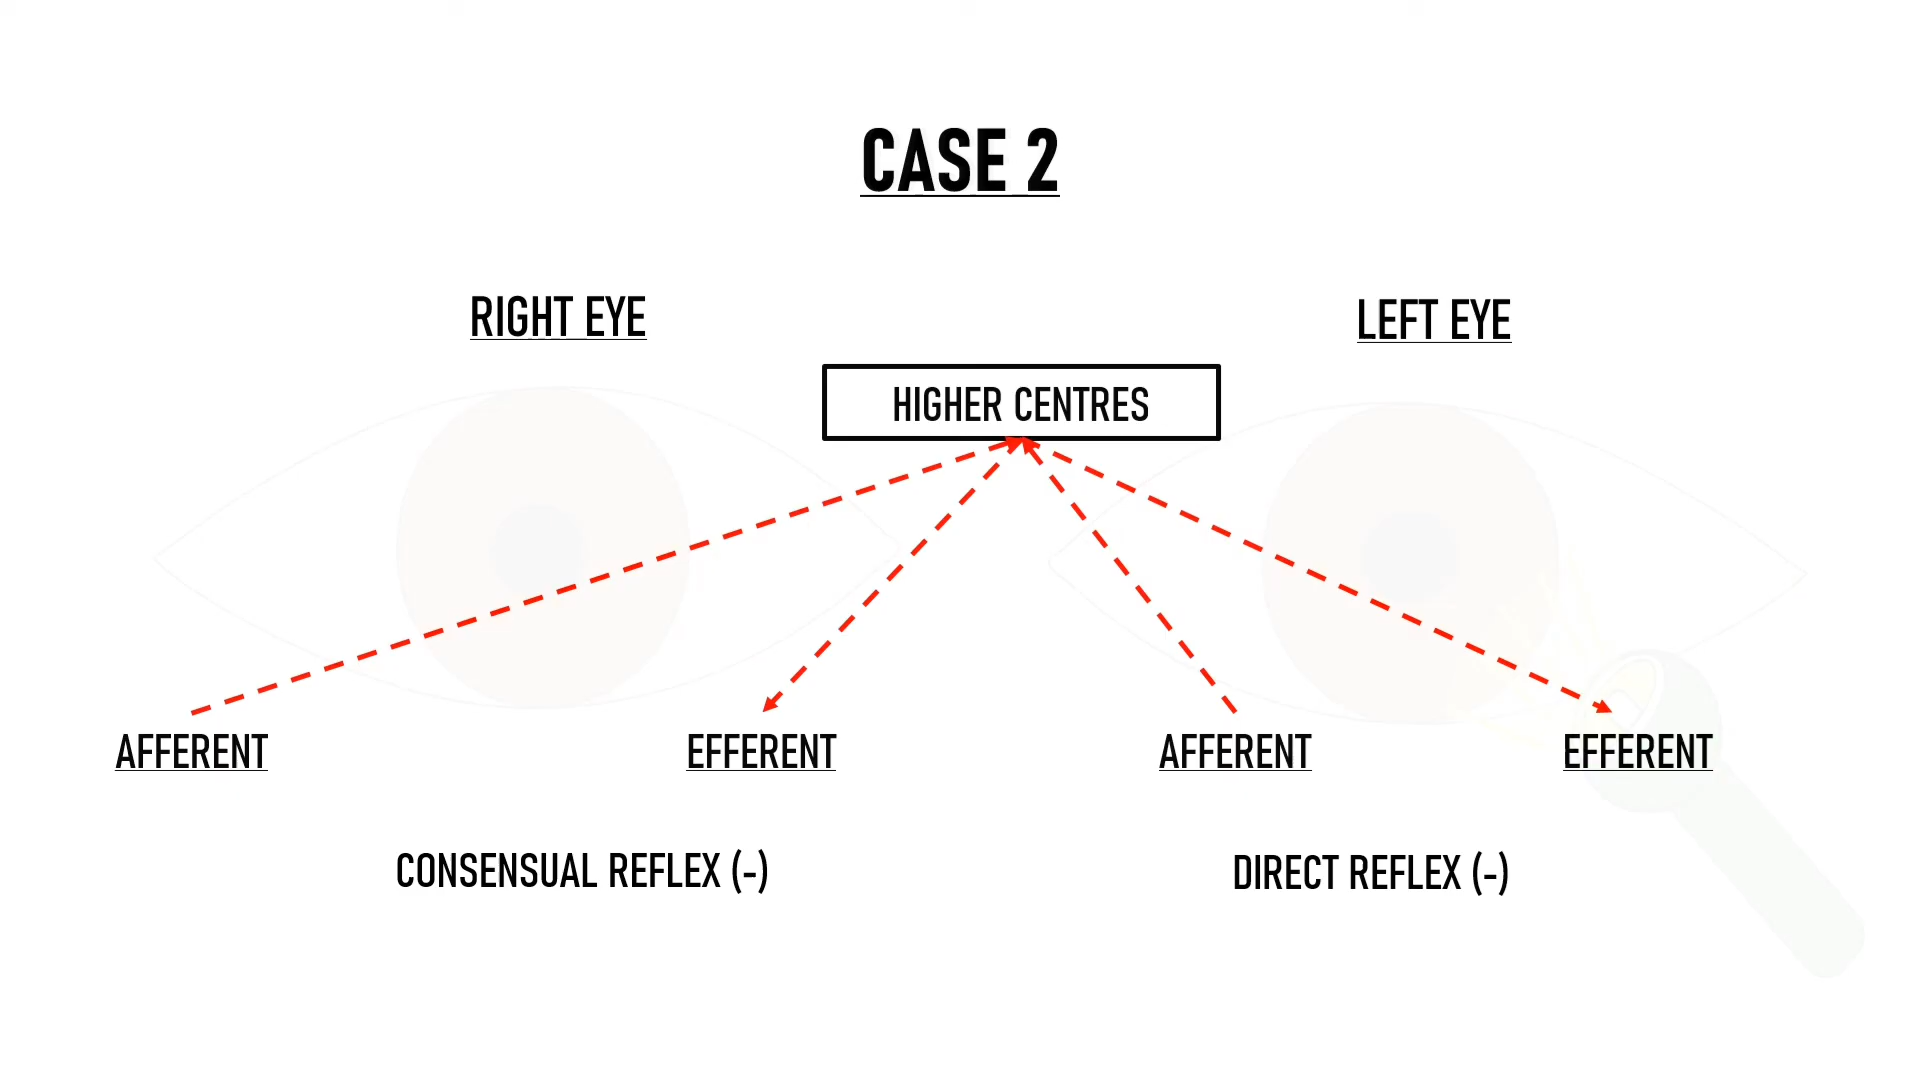 CASE 2
RIGHT EYE
LEFT EYE
HIGHER CENTRES
AFFERENT
EFFERENT
AFFERENT
EFFERENT
CONSENSUAL REFLEX (-)
DIRECT REFLEX (-)